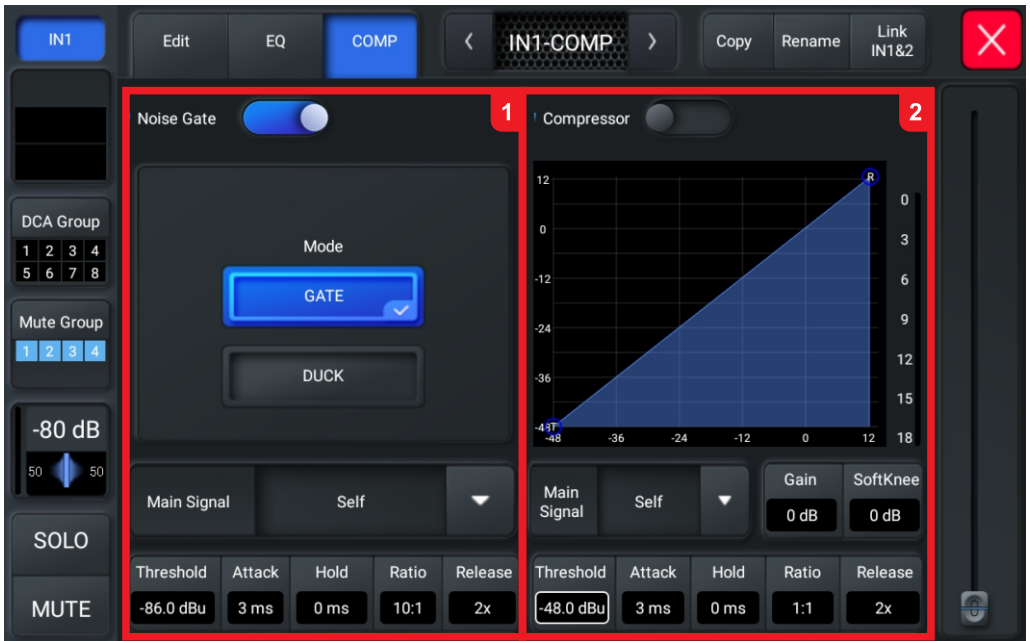 IN1
Edit
EQ
COMP
IN1-COMP
Copy
Rename
Link
IN1&2
DCA Group
1 2 3 4
5 6 7 8
Mute Group
1 2 3 4
-80 dB
50 50
SOLO
MUTE
Noise Gate
1
Mode
GATE
DUCK
Main Signal
Self
Threshold Attack Hold Ratio Release
-86.0 dBu 3 ms 0 ms 10:1 2x
Compressor
2
12
0
-12
-24
-36
-48
R
T
-48 -36 -24 -12 0 12
0
3
6
9
12
15
18
Main
Signal
Self
Gain SoftKnee
0 dB 0 dB
Threshold Attack Hold Ratio Release
-48.0 dBu 3 ms 0 ms 1:1 2x